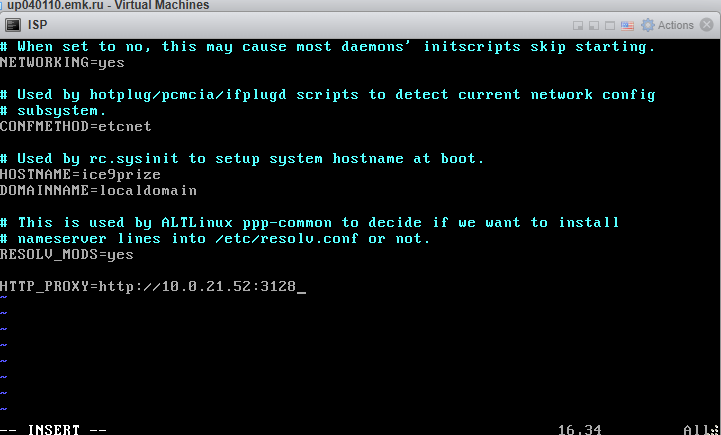 up040110.emk.ru - Virtual Machines
ISP
Actions
# When set to no, this may cause most daemons' initscripts skip starting.
NETWORKING=yes
# Used by hotplug/pcmcia/ifplugd scripts to detect current network config
# subsystem.
CONFMETHOD=etcnet
# Used by rc.sysinit to setup system hostname at boot.
HOSTNAME=ice9prize
DOMAINNAME=localdomain
# This is used by ALTLinux ppp-common to decide if we want to install
# nameserver lines into /etc/resolv.conf or not.
RESOLV_MODS=yes
HTTP_PROXY=http://10.0.21.52:3128_
~
~
~
~
~
~
~
~
-- INSERT -- 16,34 All